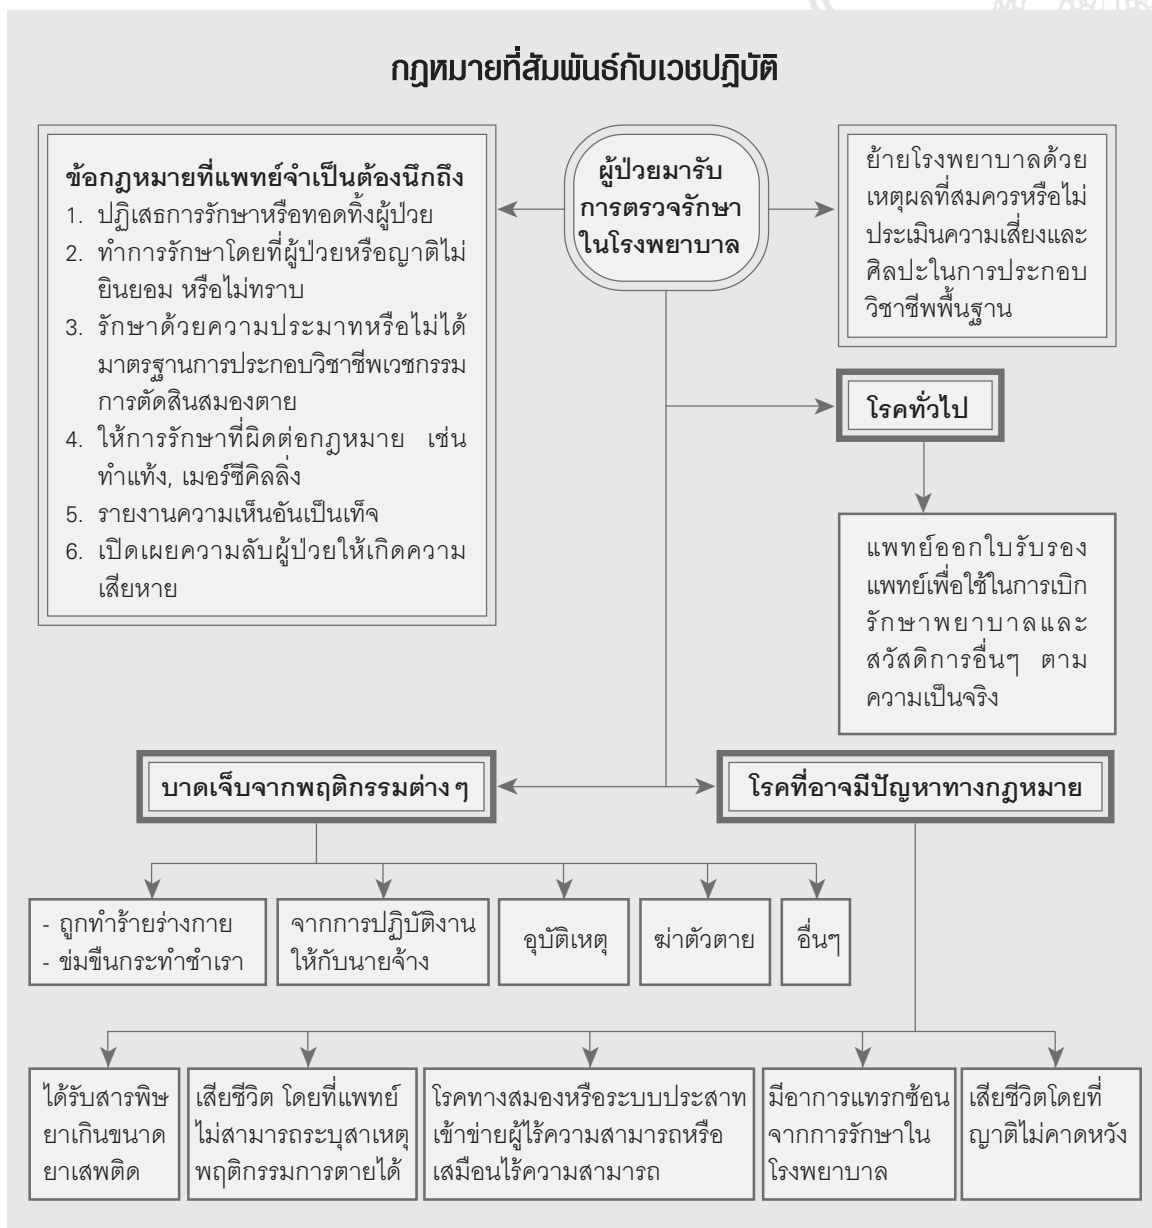 กฎหมายที่สัมพันธ์กับเวชปฏิบัติ
ข้อกฎหมายที่แพทย์จำเป็นต้องนึกถึง
1. ปฏิเสธการรักษาหรือทอดทิ้งผู้ป่วย
2. ทำการรักษาโดยที่ผู้ป่วยหรือญาติไม่
ยินยอม หรือไม่ทราบ
3. รักษาด้วยความประมาทหรือไม่ได้
มาตรฐานการประกอบวิชาชีพเวชกรรม
การตัดสินสมองตาย
4. ให้การรักษาที่ผิดต่อกฎหมาย เช่น
ทำแท้ง, เมอร์ซีคิลลิ่ง
5. รายงานความเห็นอันเป็นเท็จ
6. เปิดเผยความลับผู้ป่วยให้เกิดความ
เสียหาย
ผู้ป่วยมารับ
การตรวจรักษา
ในโรงพยาบาล
ย้ายโรงพยาบาลด้วย
เหตุผลที่สมควรหรือไม่
ประเมินความเสี่ยงและ
ศิลปะในการประกอบ
วิชาชีพพื้นฐาน
โรคทั่วไป
แพทย์ออกใบรับรอง
แพทย์เพื่อใช้ในการเบิก
รักษาพยาบาลและ
สวัสดิการอื่นๆ ตาม
ความเป็นจริง
บาดเจ็บจากพฤติกรรมต่างๆ
โรคที่อาจมีปัญหาทางกฎหมาย
- ถูกทำร้ายร่างกาย
- ข่มขืนกระทำชำเรา
จากการปฏิบัติงาน
ให้กับนายจ้าง
อุบัติเหตุ
ฆ่าตัวตาย
อื่นๆ
ได้รับสารพิษ
ยาเกินขนาด
ยาเสพติด
เสียชีวิต โดยที่แพทย์
ไม่สามารถระบุสาเหตุ
พฤติกรรมการตายได้
โรคทางสมองหรือระบบประสาท
เข้าข่ายผู้ไร้ความสามารถหรือ
เสมือนไร้ความสามารถ
มีอาการแทรกซ้อน
จากการรักษาใน
โรงพยาบาล
เสียชีวิตโดยที่
ญาติไม่คาดหวัง